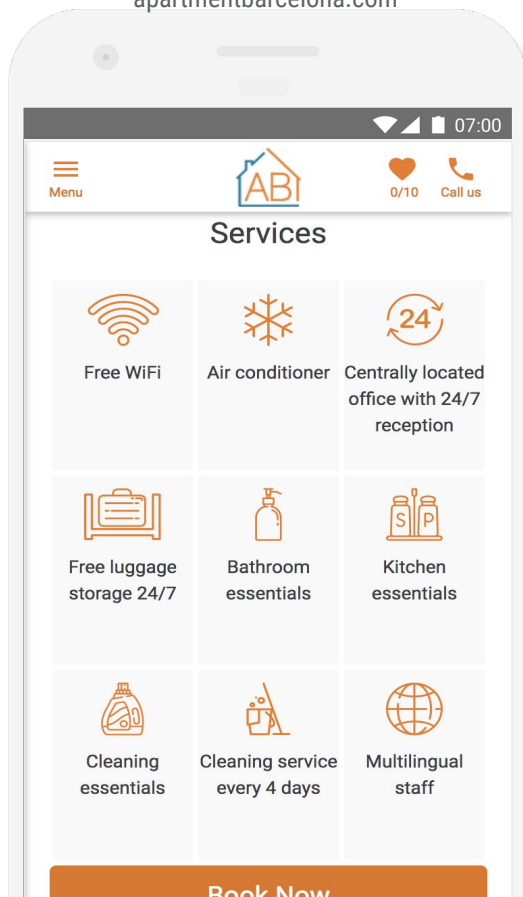 apartmentbarcelona.com
07:00
Menu
AB
0/10
Call us
Services
24
Free WiFi
Air conditioner
Centrally located
office with 24/7
reception
S P
Free luggage
storage 24/7
Bathroom
essentials
Kitchen
essentials
Cleaning
essentials
Cleaning service
every 4 days
Multilingual
staff
Book Now